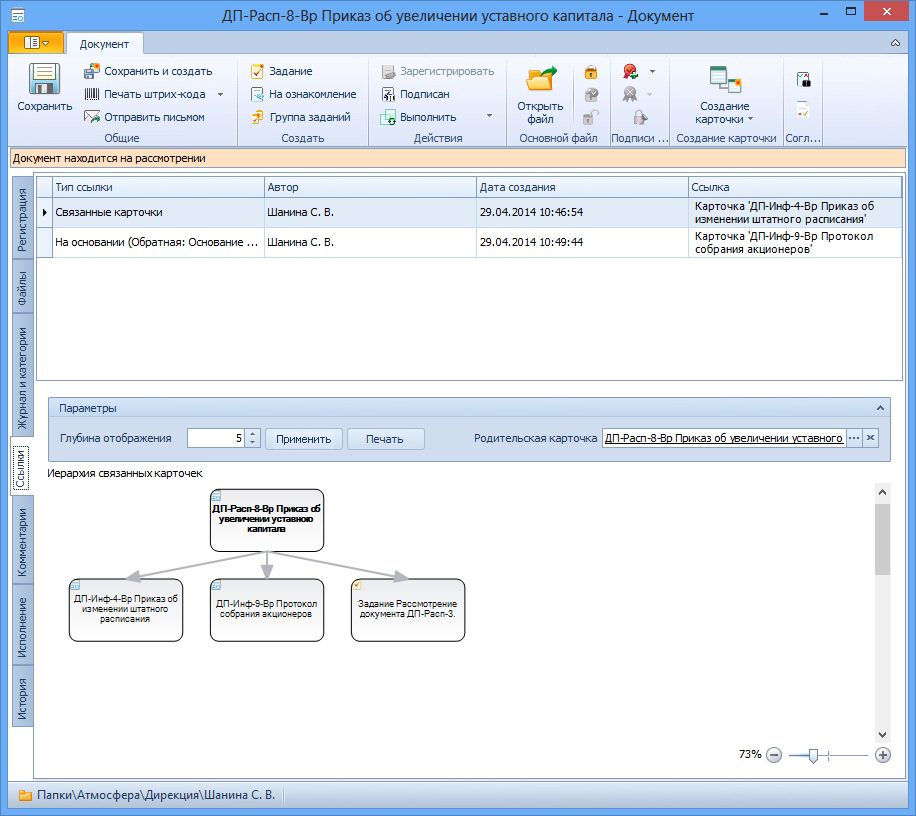 ДП-Расп-8-Вр Приказ об увеличении уставного капитала - Документ
Документ
Сохранить
Сохранить и создать
Печать штрих-кода
Отправить письмом
Общие
Задание
На ознакомление
Группа заданий
Создать
Зарегистрировать
Подписан
Выполнить
Действия
Открыть
файл
Основной файл
Подписи ...
Создание
карточки
Создание карточки
Согл...
Документ находится на рассмотрении
Регистрация
Файлы
Журнал и категории
Ссылки
Комментарии
Исполнение
История
Тип ссылки Автор Дата создания Ссылка
Связанные карточки Шанина С. В. 29.04.2014 10:46:54 Карточка 'ДП-Инф-4-Вр Приказ об
изменении штатного расписания'
На основании (Обратная: Основание ... Шанина С. В. 29.04.2014 10:49:44 Карточка 'ДП-Инф-9-Вр Протокол
собрания акционеров'
Параметры
Глубина отображения 5 Применить Печать Родительская карточка ДП-Расп-8-Вр Приказ об увеличении уставного ...
Иерархия связанных карточек
ДП-Расп-8-Вр Приказ об
увеличении уставного
капитала
ДП-Инф-4-Вр Приказ об
изменении штатного
расписания
ДП-Инф-9-Вр Протокол
собрания акционеров
Задание Рассмотрение
документа ДП-Расп-3.
73%
Папки\Атмосфера\Дирекция\Шанина С. В.